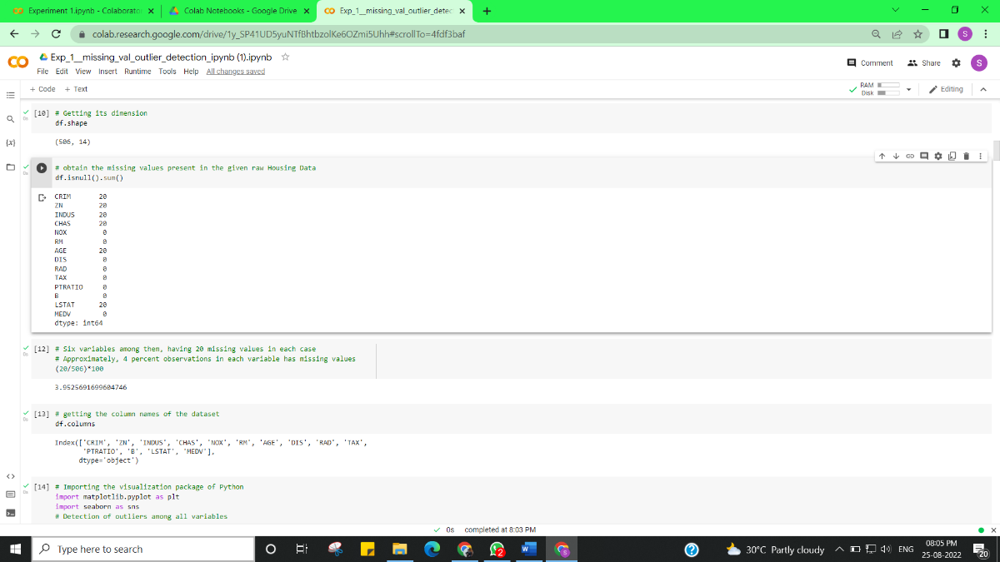 Experiment 1.ipynb - Colaborato
Colab Notebooks - Google Drive
Exp_1__missing_val_outlier_detec
colab.research.google.com/drive/1y_SP41UD5yuNTfBhtbzolKe6OZmi5Uhh#scrollTo=4fdf3baf
S
Exp_1__missing_val_outlier_detection_ipynb (1).ipynb
File Edit View Insert Runtime Tools Help All changes saved
Comment Share S
+ Code + Text
RAM
Disk
Editing
[10] # Getting its dimension
0s
df.shape
(506, 14)
{x}
# obtain the missing values present in the given raw Housing Data
0s
df.isnull().sum()
CRIM 20
ZN 20
INDUS 20
CHAS 20
NOX 0
RM 0
AGE 20
DIS 0
RAD 0
TAX 0
PTRATIO 0
B 0
LSTAT 20
MEDV 0
dtype: int64
[12] # Six variables among them, having 20 missing values in each case
0s
# Approximately, 4 percent observations in each variable has missing values
(20/506)*100
3.9525691699604746
[13] # getting the column names of the dataset
0s
df.columns
Index(['CRIM', 'ZN', 'INDUS', 'CHAS', 'NOX', 'RM', 'AGE', 'DIS', 'RAD', 'TAX',
'PTRATIO', 'B', 'LSTAT', 'MEDV'],
dtype='object')
[14] # Importing the visualization package of Python
0s
import matplotlib.pyplot as plt
import seaborn as sns
# Detection of outliers among all variables
0s completed at 8:03 PM
Type here to search
2
W
S
30°C Partly cloudy
ENG
08:05 PM
25-08-2022
20